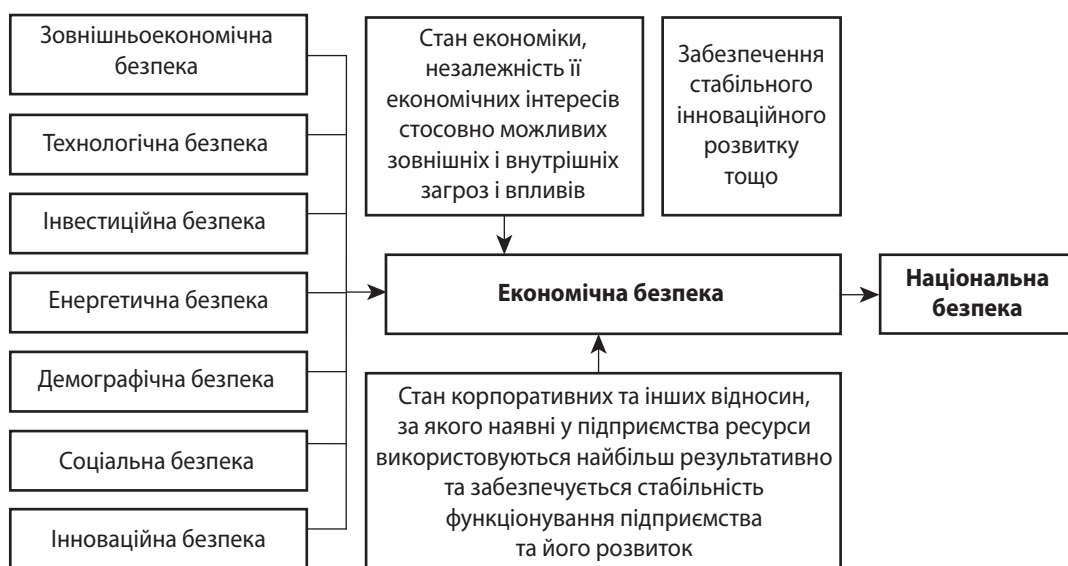 Зовнішньоекономічна
безпека
Технологічна безпека
Інвестиційна безпека
Енергетична безпека
Демографічна безпека
Соціальна безпека
Інноваційна безпека
Стан економіки,
незалежність її
економічних інтересів
стосовно можливих
зовнішніх і внутрішніх
загроз і впливів
Забезпечення
стабільного
інноваційного
розвитку
тощо
Економічна безпека
Національна
безпека
Стан корпоративних та інших відносин,
за якого наявні у підприємства ресурси
використовуються найбільш результативно
та забезпечується стабільність
функціонування підприємства
та його розвиток